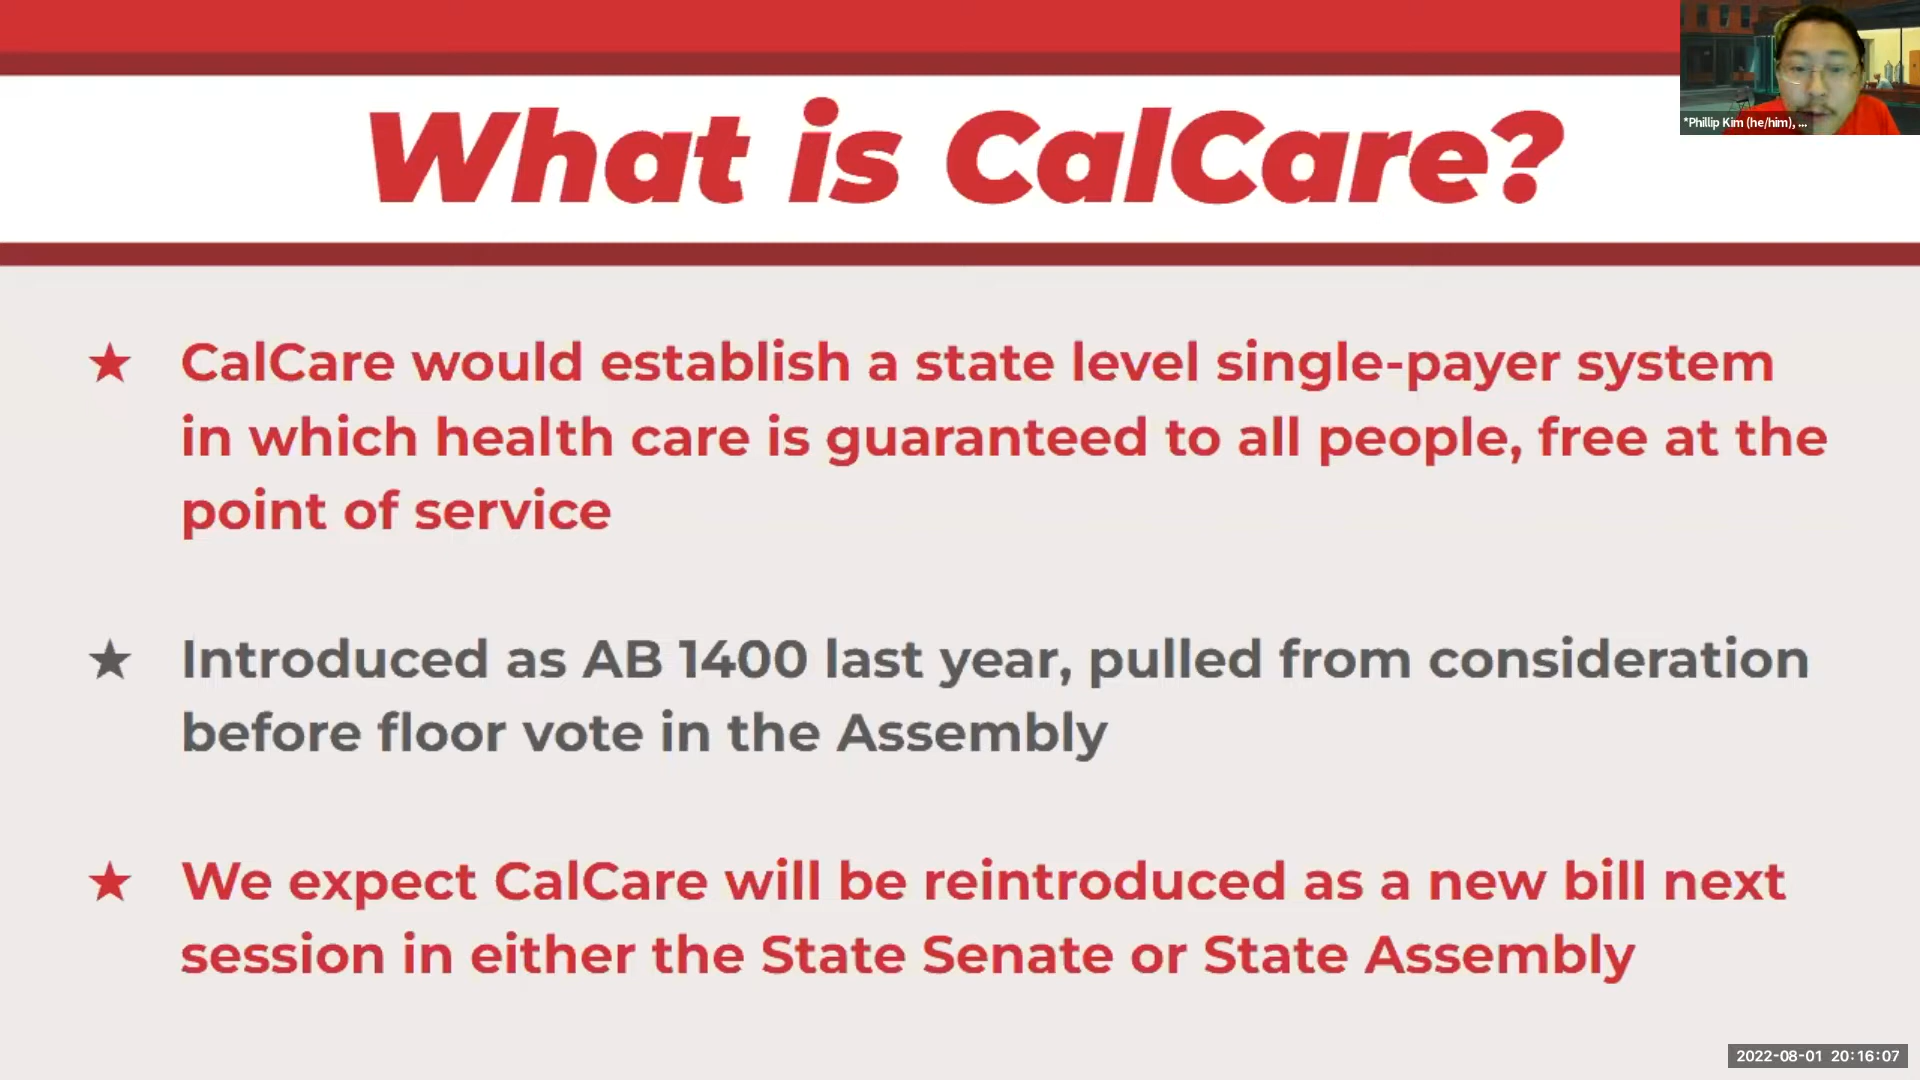 What is CalCare?
*Phillip Kim (he/him), ...
★ CalCare would establish a state level single-payer system
in which health care is guaranteed to all people, free at the
point of service
★ Introduced as AB 1400 last year, pulled from consideration
before floor vote in the Assembly
★ We expect CalCare will be reintroduced as a new bill next
session in either the State Senate or State Assembly
2022-08-01 20:16:07